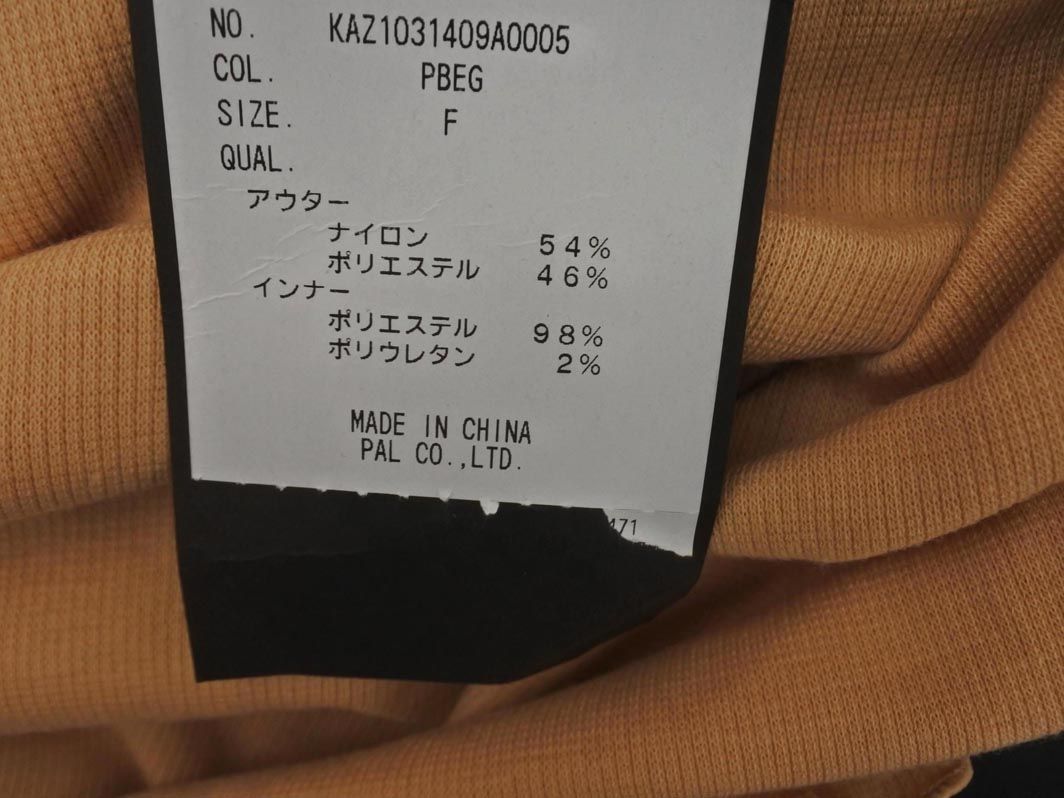 NO. KAZ1031409A0005
COL. PBEG
SIZE. F
QUAL.
アウター
ナイロン 54%
ポリエステル 46%
インナー
ポリエステル 98%
ポリウレタン 2%
MADE IN CHINA
PAL CO.,LTD.
471